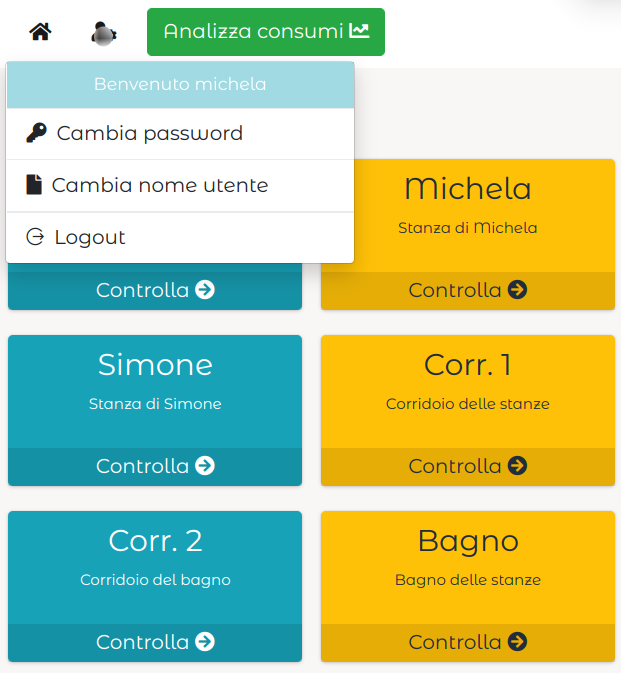 Analizza consumi
Benvenuto michela
Cambia password
Cambia nome utente
Logout
Michela
Stanza di Michela
Controlla
Controlla
Simone
Stanza di Simone
Controlla
Corr. 1
Corridoio delle stanze
Controlla
Corr. 2
Corridoio del bagno
Controlla
Bagno
Bagno delle stanze
Controlla